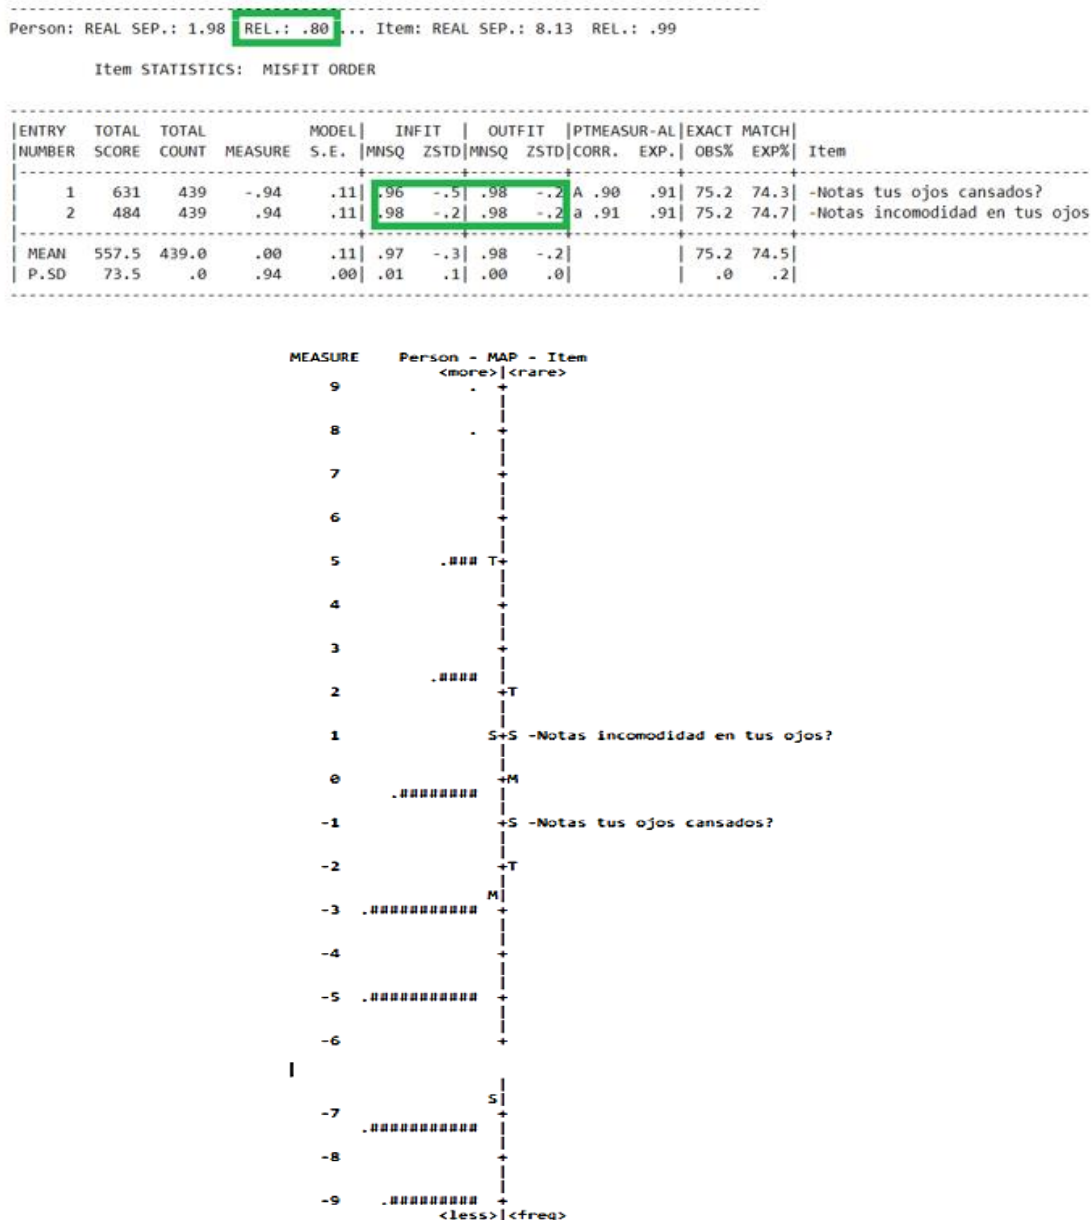 Person: REAL SEP.: 1.98 REL.: .80 ... Item: REAL SEP.: 8.13 REL.: .99
Item STATISTICS: MISFIT ORDER
|ENTRY TOTAL TOTAL MODEL| INFIT | OUTFIT |PTMEASUR-AL|EXACT MATCH|
|NUMBER SCORE COUNT MEASURE S.E. |MNSQ ZSTD|MNSQ ZSTD|CORR. EXP.| OBS% EXP%| Item
| 1 631 439 -.94 .11| .96 -.5| .98 -.2|A .90 .91| 75.2 74.3| -Notas tus ojos cansados?
| 2 484 439 .94 .11| .98 -.2| .98 -.2|a .91 .91| 75.2 74.7| -Notas incomodidad en tus ojos
| MEAN 557.5 439.0 .00 .11| .97 -.3| .98 -.2| | 75.2 74.5|
| P.SD 73.5 .0 .94 .00| .01 .1| .00 .0| | .0 .2|
MEASURE Person - MAP - Item
<more>|<rare>
9 . +
8 . +
7 +
6 +
5 .### T+
4 +
3 +
.####
2 +T
1 S+S -Notas incomodidad en tus ojos?
0 +M
.########
-1 +S -Notas tus ojos cansados?
-2 +T
M|
-3 .########### +
-4 +
-5 .########### +
-6 +
|
S|
-7 +
.###########
-8 +
-9 .######### +
<less>|<freq>